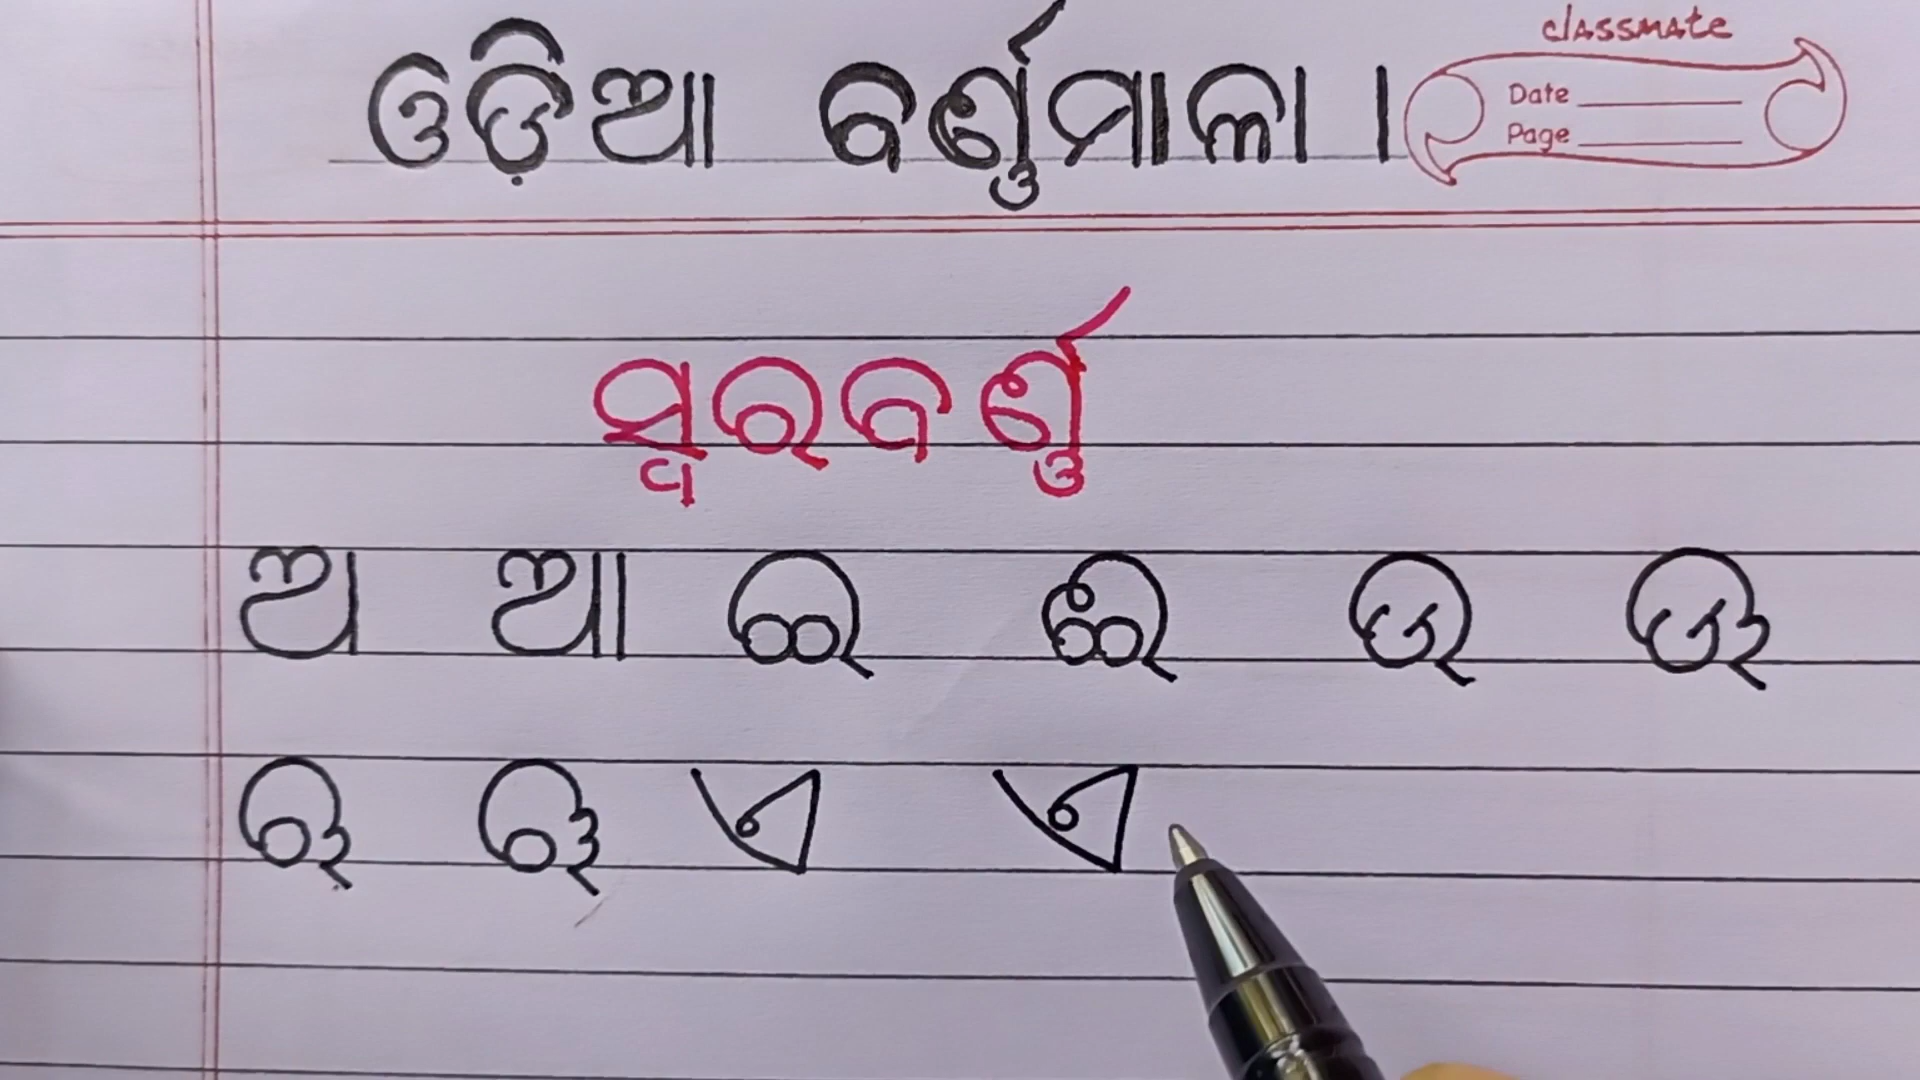 ଓଡ଼ିଆ ବର୍ଣ୍ଣମାଳା ।
classmate
Date
Page
ସ୍ୱରବର୍ଣ୍ଣ
ଅ ଆ ଇ ଈ ଉ ଊ
ଋ ୠ ଏ ଏ